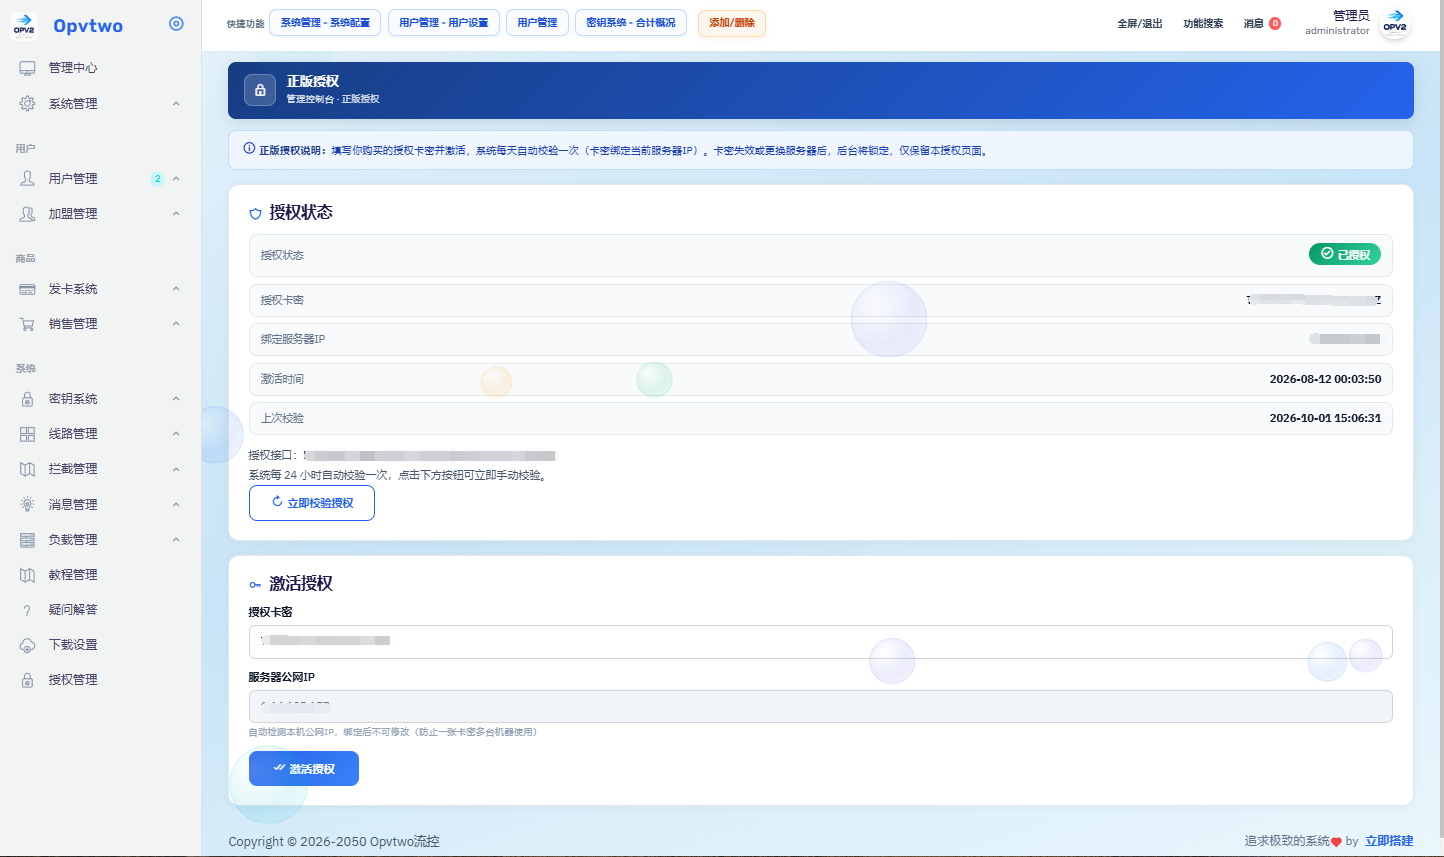 OPV2
Opvtwo
快捷功能
系统管理 - 系统配置
用户管理 - 用户设置
用户管理
密钥系统 - 合计概况
添加/删除
全屏/退出
功能搜索
消息 0
管理员
administrator
OPV2
管理中心
系统管理
用户
用户管理 2
加盟管理
商品
发卡系统
销售管理
系统
密钥系统
线路管理
拦截管理
消息管理
负载管理
教程管理
疑问解答
下载设置
授权管理
正版授权
管理控制台 · 正版授权
正版授权说明：填写你购买的授权卡密并激活，系统每天自动校验一次（卡密绑定当前服务器IP）。卡密失效或更换服务器后，后台将锁定，仅保留本授权页面。
授权状态
授权状态
已授权
授权卡密
绑定服务器IP
激活时间
2026-08-12 00:03:50
上次校验
2026-10-01 15:06:31
授权接口：
系统每 24 小时自动校验一次，点击下方按钮可立即手动校验。
立即校验授权
激活授权
授权卡密
服务器公网IP
自动检测本机公网IP，绑定后不可修改（防止一张卡密多台机器使用）
激活授权
Copyright © 2026-2050 Opvtwo流控
追求极致的系统 by 立即搭建